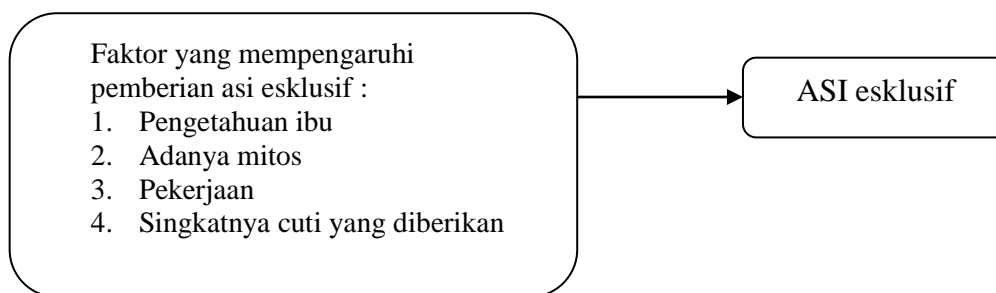 Faktor yang mempengaruhi
pemberian asi esklusif :
1. Pengetahuan ibu
2. Adanya mitos
3. Pekerjaan
4. Singkatnya cuti yang diberikan
ASI esklusif